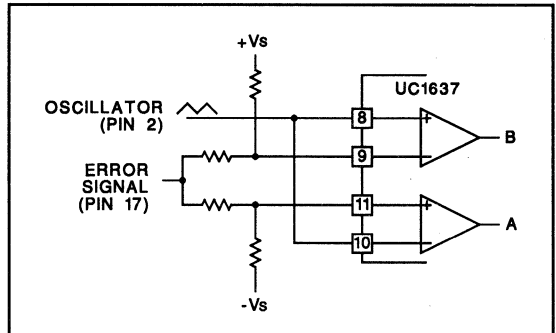 +Vs
UC1637
OSCILLATOR
(PIN 2)
8
+
B
9
−
ERROR
SIGNAL
(PIN 17)
11
+
A
10
−
-Vs